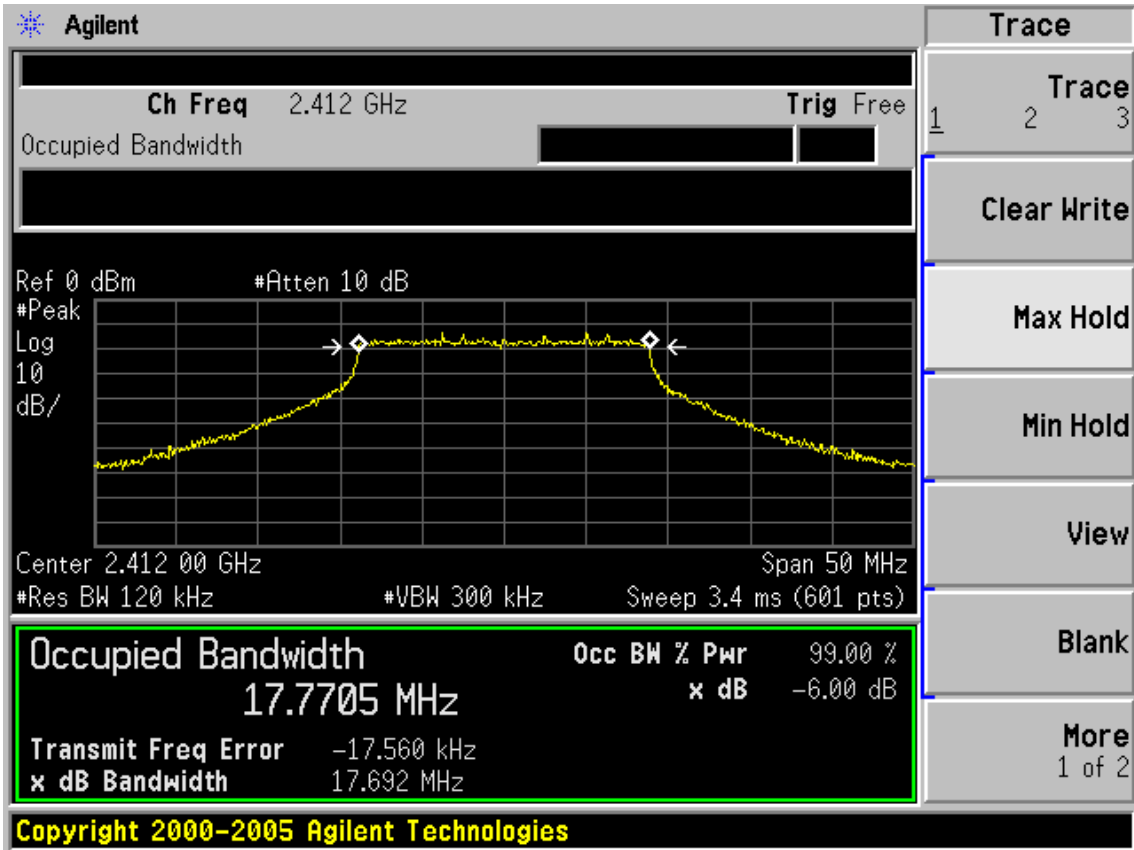 Agilent
Ch Freq 2.412 GHz Trig Free
Occupied Bandwidth
Ref 0 dBm #Atten 10 dB
#Peak
Log
10
dB/
Center 2.412 00 GHz Span 50 MHz
#Res BW 120 kHz #VBW 300 kHz Sweep 3.4 ms (601 pts)
Occupied Bandwidth Occ BW % Pwr 99.00 %
17.7705 MHz x dB -6.00 dB
Transmit Freq Error -17.560 kHz
x dB Bandwidth 17.692 MHz
Copyright 2000-2005 Agilent Technologies
Trace
Trace
1 2 3
Clear Write
Max Hold
Min Hold
View
Blank
More
1 of 2